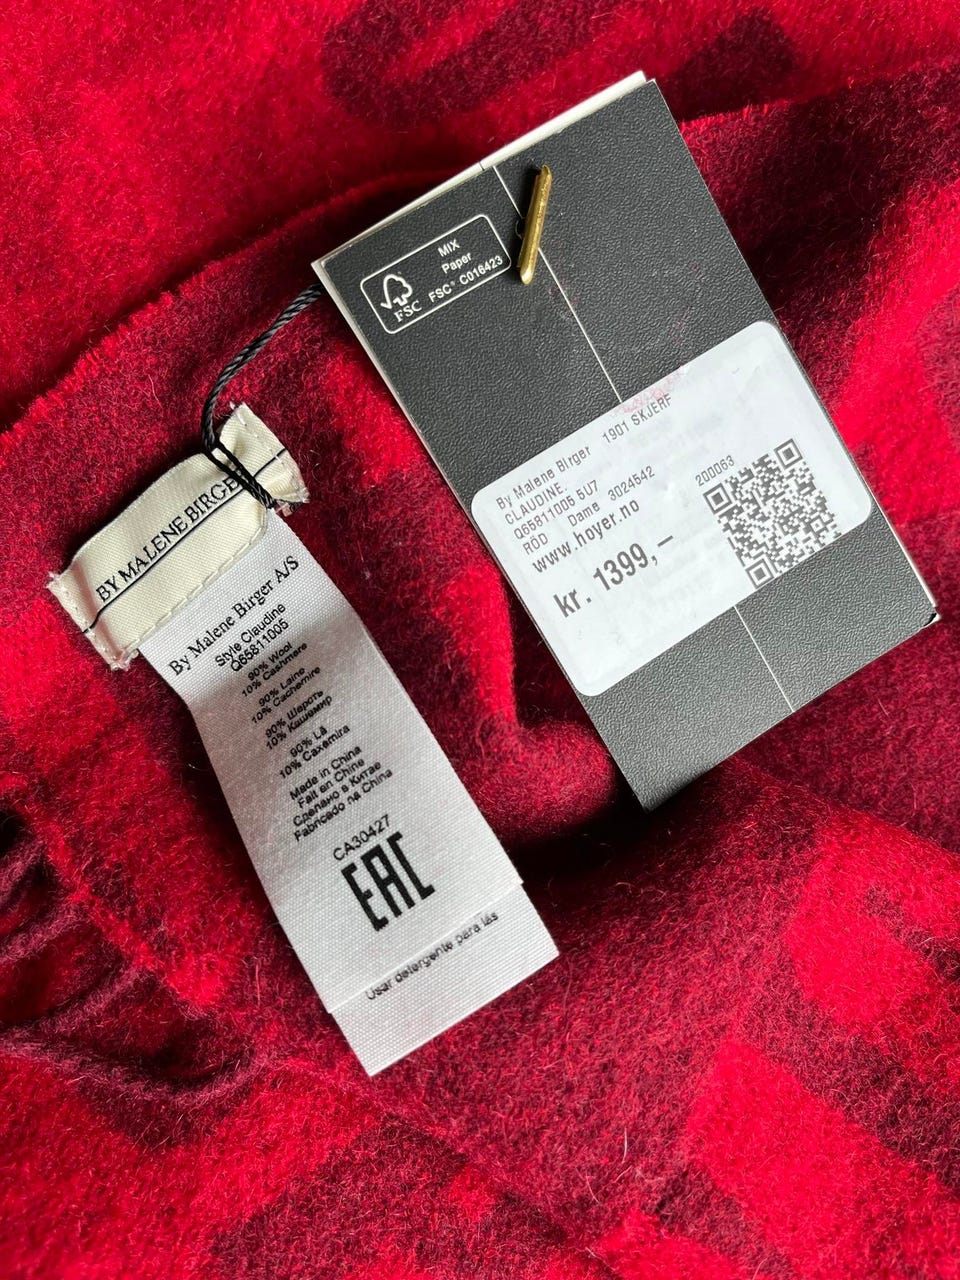 MIX
Paper
FSC® C016423
FSC
By Malene Birger 1901 SKJERF
CLAUDINE.
Q65811005 5U7
RÖD Dame 3024542
200063
www.hoyer.no
kr. 1399,–
BY MALENE BIRGE
By Malene Birger A/S
Style Claudine
Q65811005
90% Wool
10% Cashmere
90% Laine
10% Cachemire
90% Шерсть
10% Кашемир
90% Lã
10% Caxemira
Made in China
Fait en Chine
Сделано в Китае
Fabricado na China
CA30427
EAC
Usar detergente para lãs